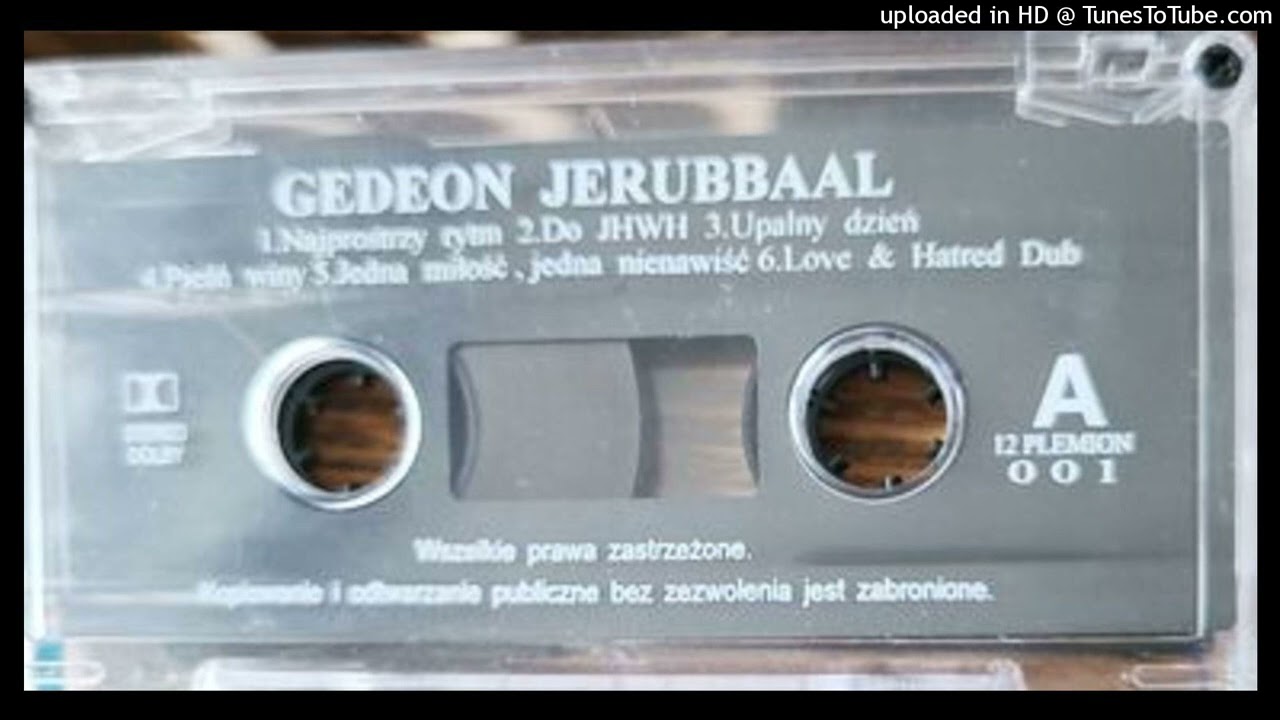 uploaded in HD @ TunesToTube.com
GEDEON JERUBBAAL
1.Najprostrzy rytm 2.Do JHWH 3.Upalny dzień
4.Pieśń winy 5.Jedna miłość , jedna nienawiść 6.Love & Hatred Dub
A
12 PLEMION
001
DOLBY
Wszelkie prawa zastrzeżone.
Kopiowanie i odtwarzanie publiczne bez zezwolenia jest zabronione.